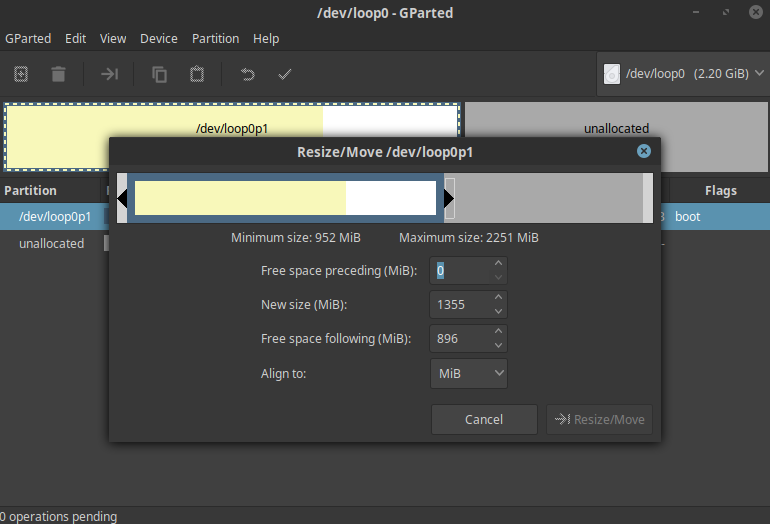 /dev/loop0 - GParted
GParted Edit View Device Partition Help
/dev/loop0 (2.20 GiB)
/dev/loop0p1 unallocated
Resize/Move /dev/loop0p1
Partition Flags
/dev/loop0p1 boot
unallocated
Minimum size: 952 MiB Maximum size: 2251 MiB
Free space preceding (MiB): 0
New size (MiB): 1355
Free space following (MiB): 896
Align to: MiB
Cancel Resize/Move
0 operations pending